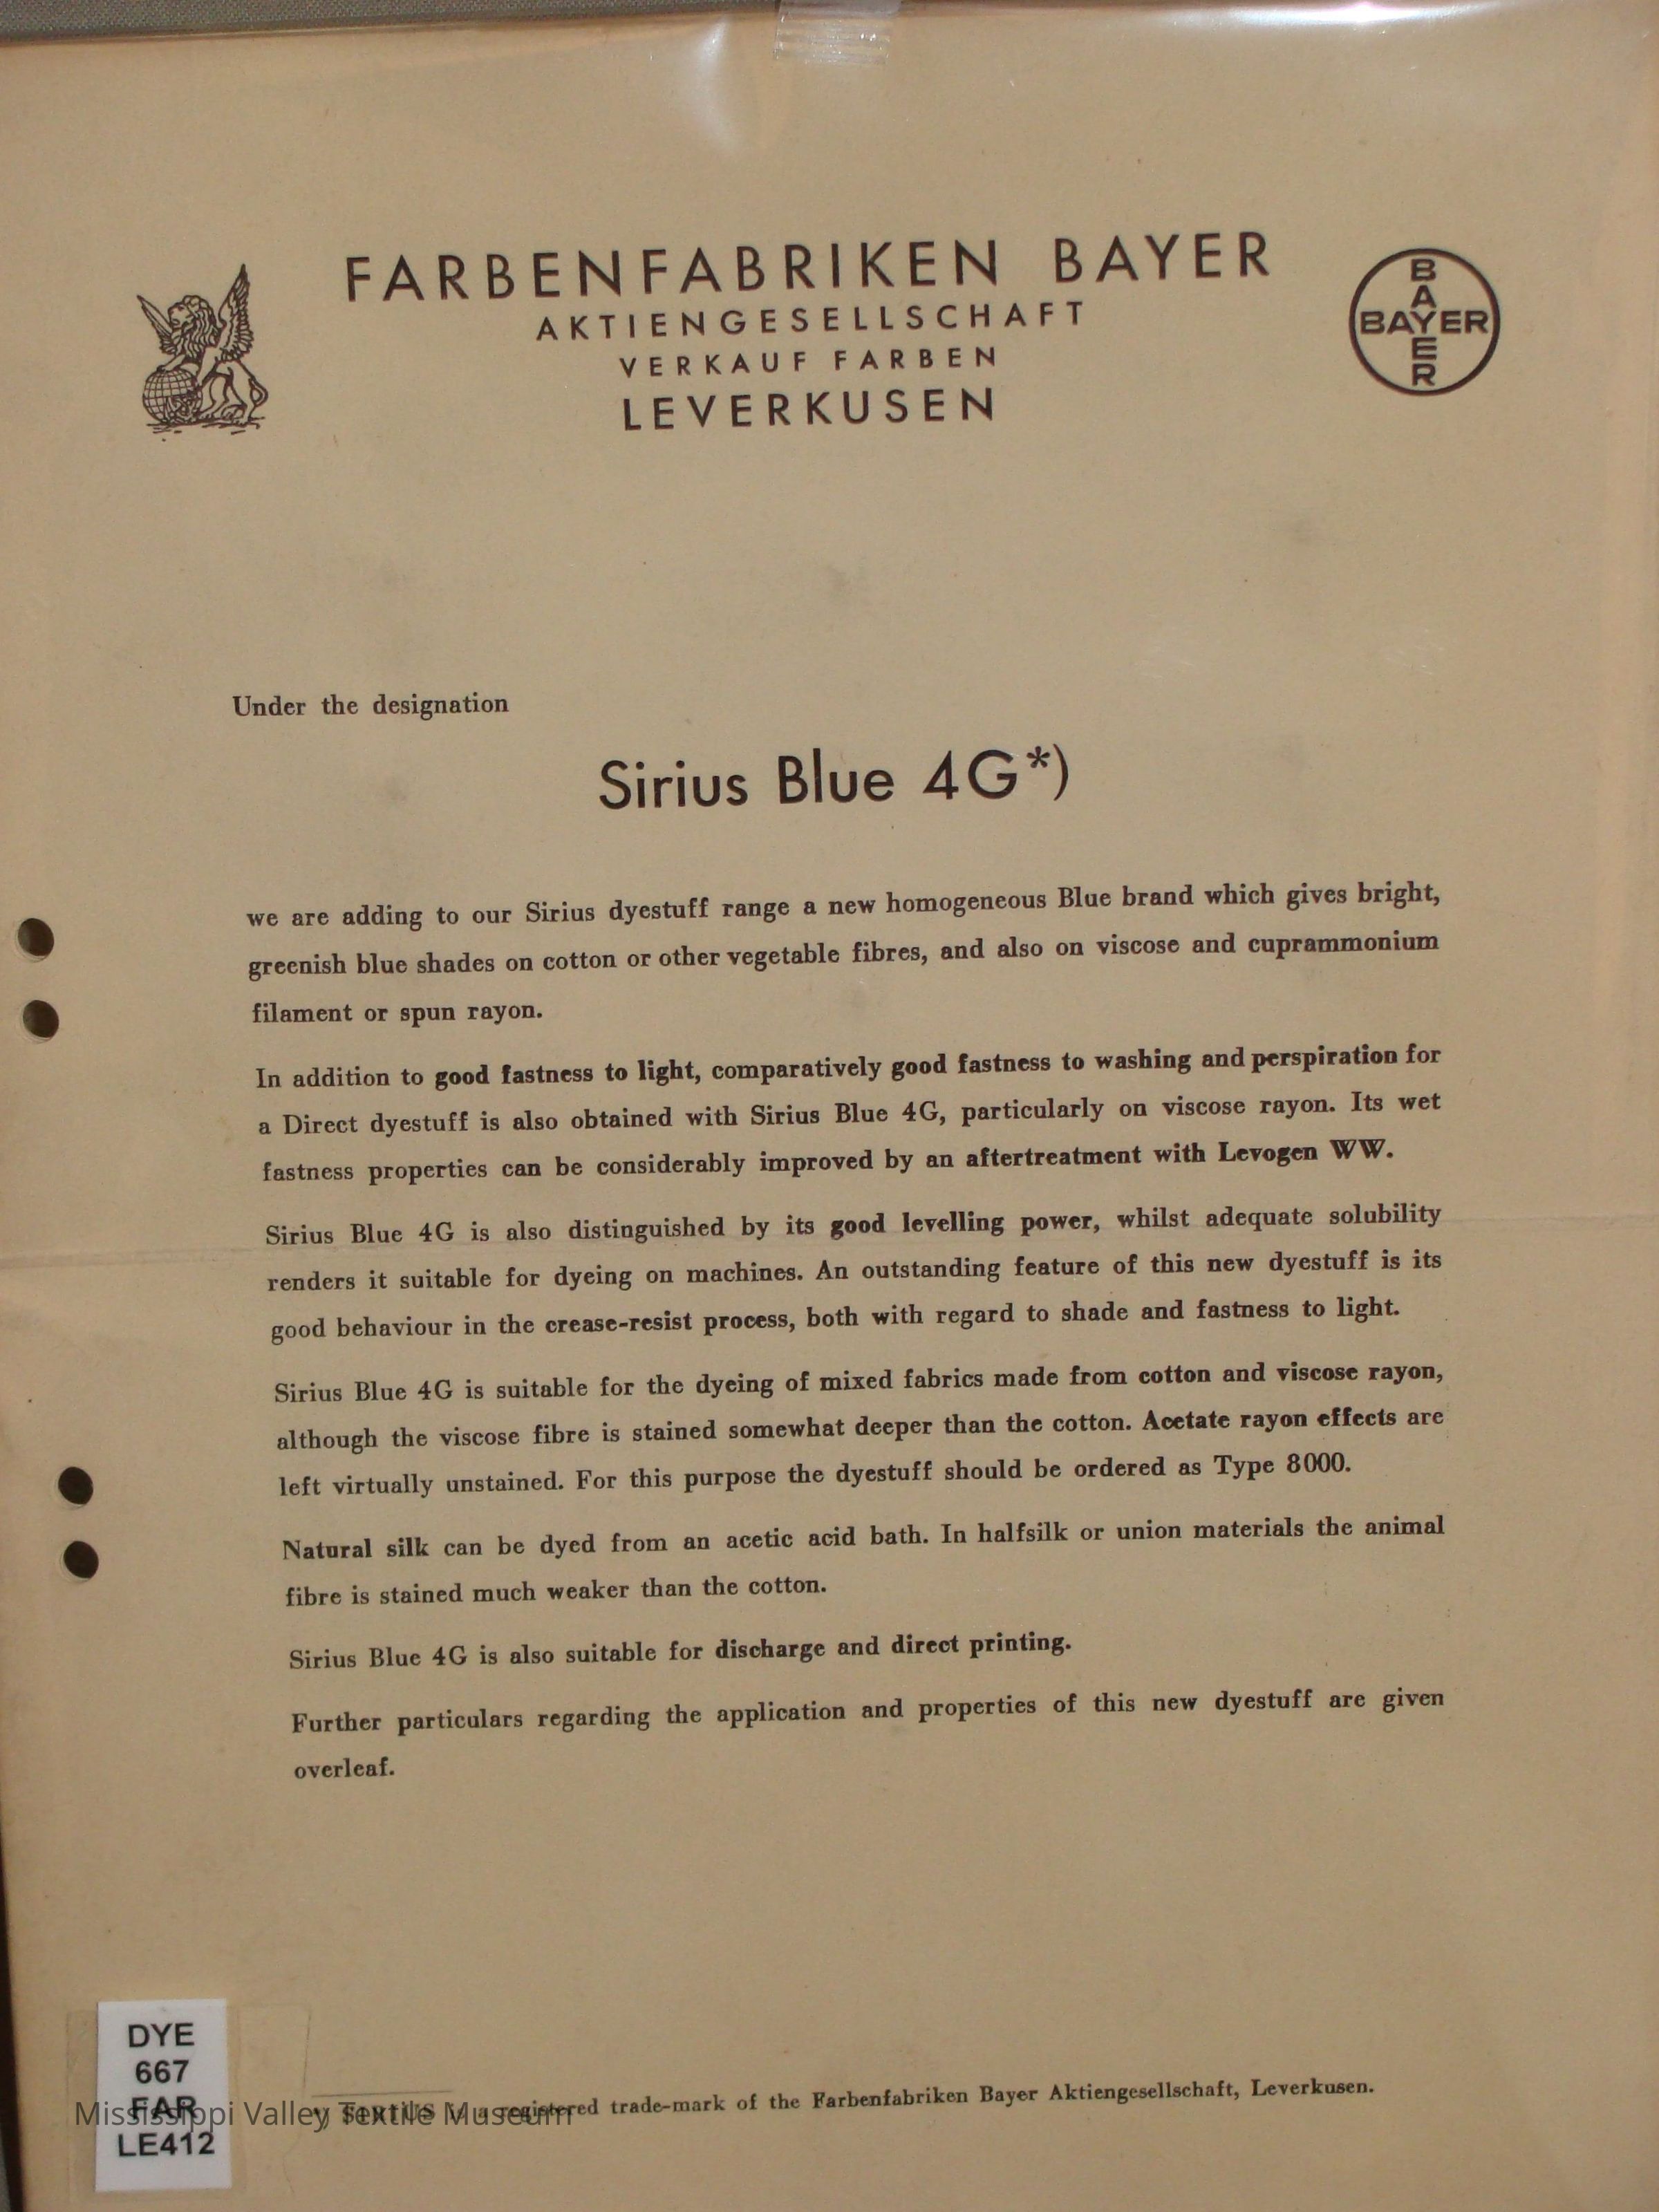 FARBENFABRIKEN BAYER
AKTIENGESELLSCHAFT
VERKAUF FARBEN
LEVERKUSEN
B
A
BAYER
E
R
Under the designation
Sirius Blue 4G*)
we are adding to our Sirius dyestuff range a new homogeneous Blue brand which gives bright,
greenish blue shades on cotton or other vegetable fibres, and also on viscose and cuprammonium
filament or spun rayon.
In addition to good fastness to light, comparatively good fastness to washing and perspiration for
a Direct dyestuff is also obtained with Sirius Blue 4G, particularly on viscose rayon. Its wet
fastness properties can be considerably improved by an aftertreatment with Levogen WW.
Sirius Blue 4G is also distinguished by its good levelling power, whilst adequate solubility
renders it suitable for dyeing on machines. An outstanding feature of this new dyestuff is its
good behaviour in the crease-resist process, both with regard to shade and fastness to light.
Sirius Blue 4G is suitable for the dyeing of mixed fabrics made from cotton and viscose rayon,
although the viscose fibre is stained somewhat deeper than the cotton. Acetate rayon effects are
left virtually unstained. For this purpose the dyestuff should be ordered as Type 8000.
Natural silk can be dyed from an acetic acid bath. In halfsilk or union materials the animal
fibre is stained much weaker than the cotton.
Sirius Blue 4G is also suitable for discharge and direct printing.
Further particulars regarding the application and properties of this new dyestuff are given
overleaf.
registered trade-mark of the Farbenfabriken Bayer Aktiengesellschaft, Leverkusen.
DYE
667
FAR
LE412
Mississippi Valley Textile Museum